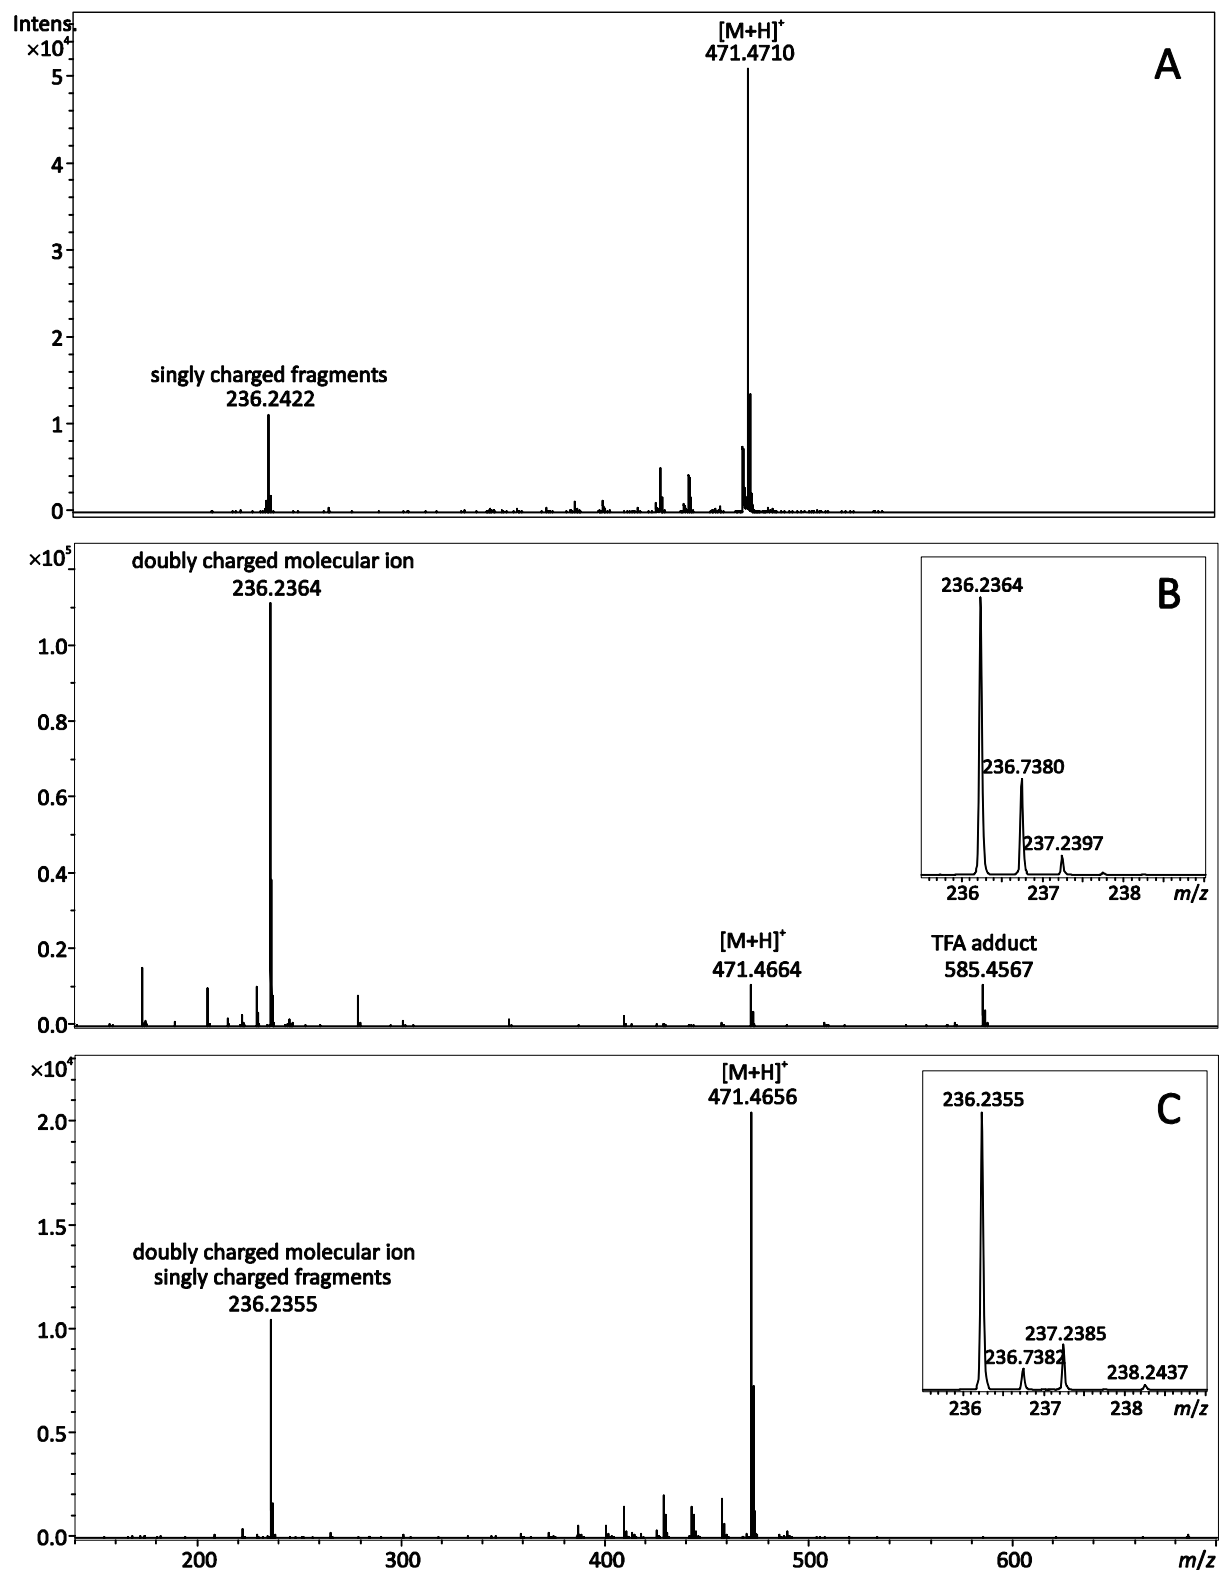 Intens.
×10⁴
[M+H]⁺
471.4710
A
5
4
3
2
singly charged fragments
236.2422
1
0
×10⁵
doubly charged molecular ion
236.2364
B
236.2364
1.0
0.8
236.7380
0.6
237.2397
0.4
236 237 238 m/z
0.2
[M+H]⁺
471.4664
TFA adduct
585.4567
0.0
×10⁴
[M+H]⁺
471.4656
C
236.2355
2.0
1.5
doubly charged molecular ion
singly charged fragments
236.2355
237.2385
236.7382
238.2437
1.0
236 237 238 m/z
0.5
0.0
200 300 400 500 600 m/z